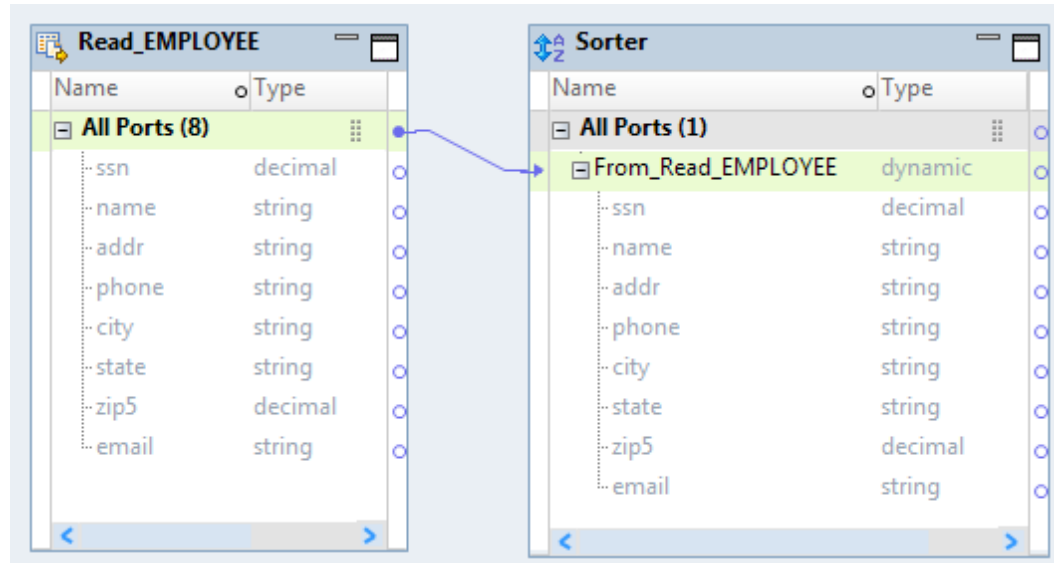 Read_EMPLOYEE
Name Type
All Ports (8)
ssn decimal
name string
addr string
phone string
city string
state string
zip5 decimal
email string
Sorter
Name Type
All Ports (1)
From_Read_EMPLOYEE dynamic
ssn decimal
name string
addr string
phone string
city string
state string
zip5 decimal
email string